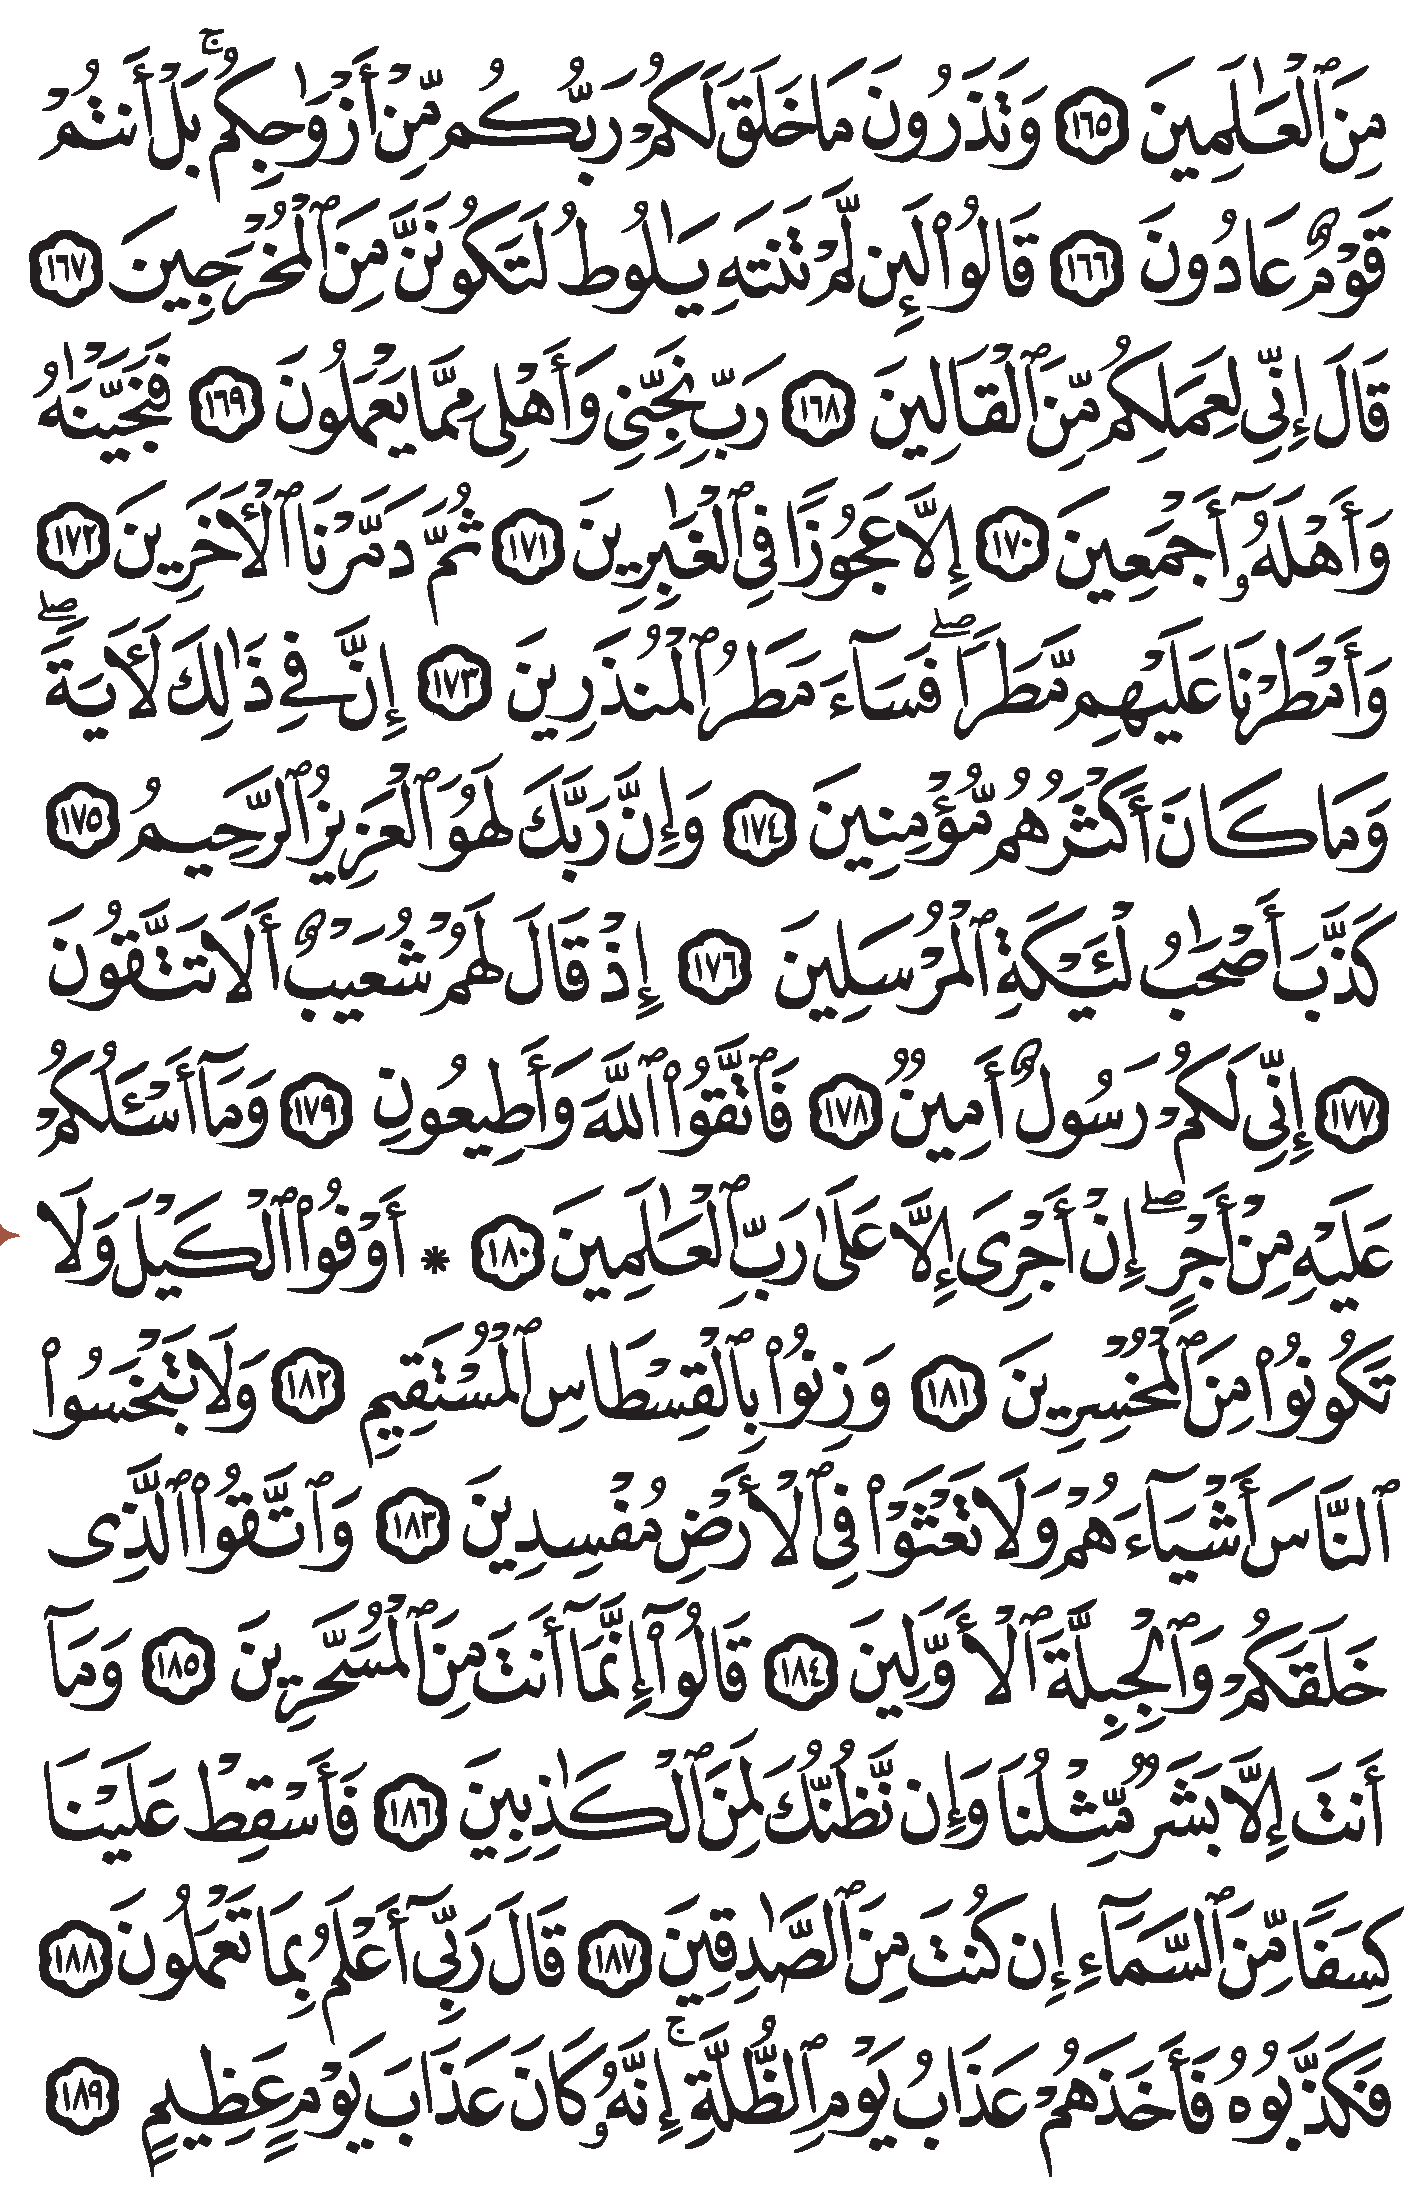 مِنَ ٱلْعَٰلَمِينَ ١٦٥ وَتَذَرُونَ مَا خَلَقَ لَكُمْ رَبُّكُم مِّنْ أَزْوَٰجِكُمۚ بَلْ أَنتُمْ
قَوْمٌ عَادُونَ ١٦٦ قَالُوا۟ لَئِن لَّمْ تَنتَهِ يَٰلُوطُ لَتَكُونَنَّ مِنَ ٱلْمُخْرَجِينَ ١٦٧
قَالَ إِنِّى لِعَمَلِكُم مِّنَ ٱلْقَالِينَ ١٦٨ رَبِّ نَجِّنِى وَأَهْلِى مِمَّا يَعْمَلُونَ ١٦٩ فَنَجَّيْنَٰهُ
وَأَهْلَهُۥٓ أَجْمَعِينَ ١٧٠ إِلَّا عَجُوزًا فِى ٱلْغَٰبِرِينَ ١٧١ ثُمَّ دَمَّرْنَا ٱلْأَخَرِينَ ١٧٢
وَأَمْطَرْنَا عَلَيْهِم مَّطَرًاۖ فَسَآءَ مَطَرُ ٱلْمُنذَرِينَ ١٧٣ إِنَّ فِى ذَٰلِكَ لَأٓيَةًۖ
وَمَا كَانَ أَكْثَرُهُم مُّؤْمِنِينَ ١٧٤ وَإِنَّ رَبَّكَ لَهُوَ ٱلْعَزِيزُ ٱلرَّحِيمُ ١٧٥
كَذَّبَ أَصْحَٰبُ لْـَٔيْكَةِ ٱلْمُرْسَلِينَ ١٧٦ إِذْ قَالَ لَهُمْ شُعَيْبٌ أَلَا تَتَّقُونَ
١٧٧ إِنِّى لَكُمْ رَسُولٌ أَمِينٌ ١٧٨ فَٱتَّقُوا۟ ٱللَّهَ وَأَطِيعُونِ ١٧٩ وَمَآ أَسْـَٔلُكُمْ
عَلَيْهِ مِنْ أَجْرٍۖ إِنْ أَجْرِىَ إِلَّا عَلَىٰ رَبِّ ٱلْعَٰلَمِينَ ١٨٠ * أَوْفُوا۟ ٱلْكَيْلَ وَلَا
تَكُونُوا۟ مِنَ ٱلْمُخْسِرِينَ ١٨١ وَزِنُوا۟ بِٱلْقِسْطَاسِ ٱلْمُسْتَقِيمِ ١٨٢ وَلَا تَبْخَسُوا۟
ٱلنَّاسَ أَشْيَآءَهُمْ وَلَا تَعْثَوْا۟ فِى ٱلْأَرْضِ مُفْسِدِينَ ١٨٣ وَٱتَّقُوا۟ ٱلَّذِى
خَلَقَكُمْ وَٱلْجِبِلَّةَ ٱلْأَوَّلِينَ ١٨٤ قَالُوٓا۟ إِنَّمَآ أَنتَ مِنَ ٱلْمُسَحَّرِينَ ١٨٥ وَمَآ
أَنتَ إِلَّا بَشَرٌ مِّثْلُنَا وَإِن نَّظُنُّكَ لَمِنَ ٱلْكَٰذِبِينَ ١٨٦ فَأَسْقِطْ عَلَيْنَا
كِسَفًا مِّنَ ٱلسَّمَآءِ إِن كُنتَ مِنَ ٱلصَّٰدِقِينَ ١٨٧ قَالَ رَبِّىٓ أَعْلَمُ بِمَا تَعْمَلُونَ ١٨٨
فَكَذَّبُوهُ فَأَخَذَهُمْ عَذَابُ يَوْمِ ٱلظُّلَّةِۚ إِنَّهُۥ كَانَ عَذَابَ يَوْمٍ عَظِيمٍ ١٨٩